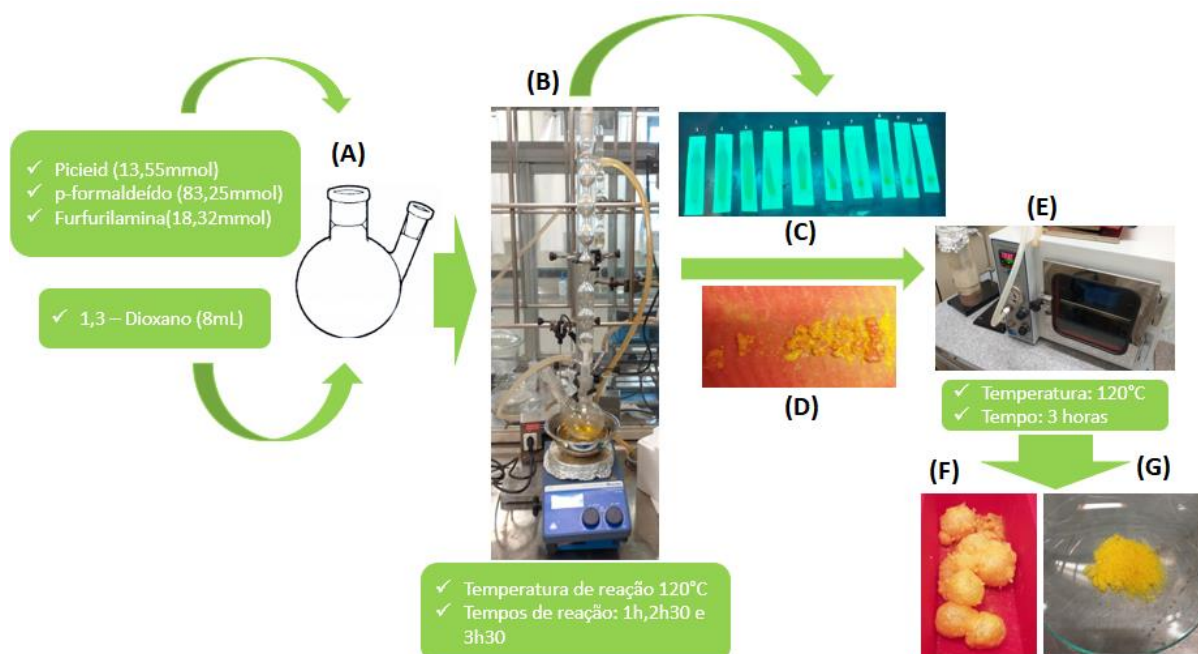 ✓ Picieid (13,55mmol)
✓ p-formaldeído (83,25mmol)
✓ Furfurilamina(18,32mmol)
✓ 1,3 – Dioxano (8mL)
(A)
(B)
✓ Temperatura de reação 120°C
✓ Tempos de reação: 1h,2h30 e
3h30
(C)
(D)
(E)
✓ Temperatura: 120°C
✓ Tempo: 3 horas
(F)
(G)